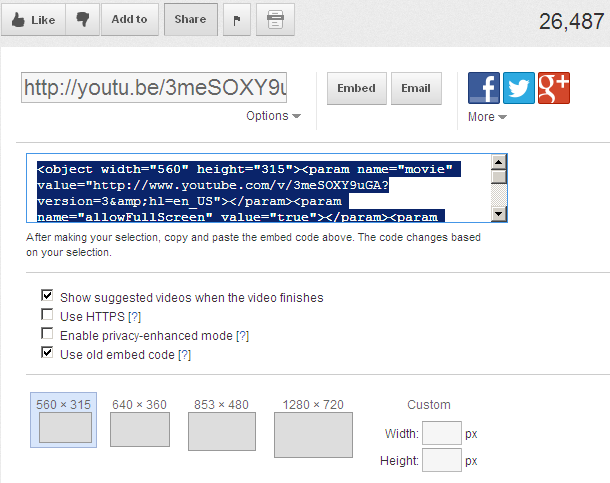 Like Add to Share 26,487
http://youtu.be/3meSOXY9u Embed Email
Options More
<object width="560" height="315"><param name="movie"
value="http://www.youtube.com/v/3meSOXY9uGA?
version=3&amp;hl=en_US"></param><param
name="allowFullScreen" value="true"></param><param
After making your selection, copy and paste the embed code above. The code changes based
on your selection.
Show suggested videos when the video finishes
Use HTTPS [?]
Enable privacy-enhanced mode [?]
Use old embed code [?]
560 × 315 640 × 360 853 × 480 1280 × 720 Custom
Width: px
Height: px